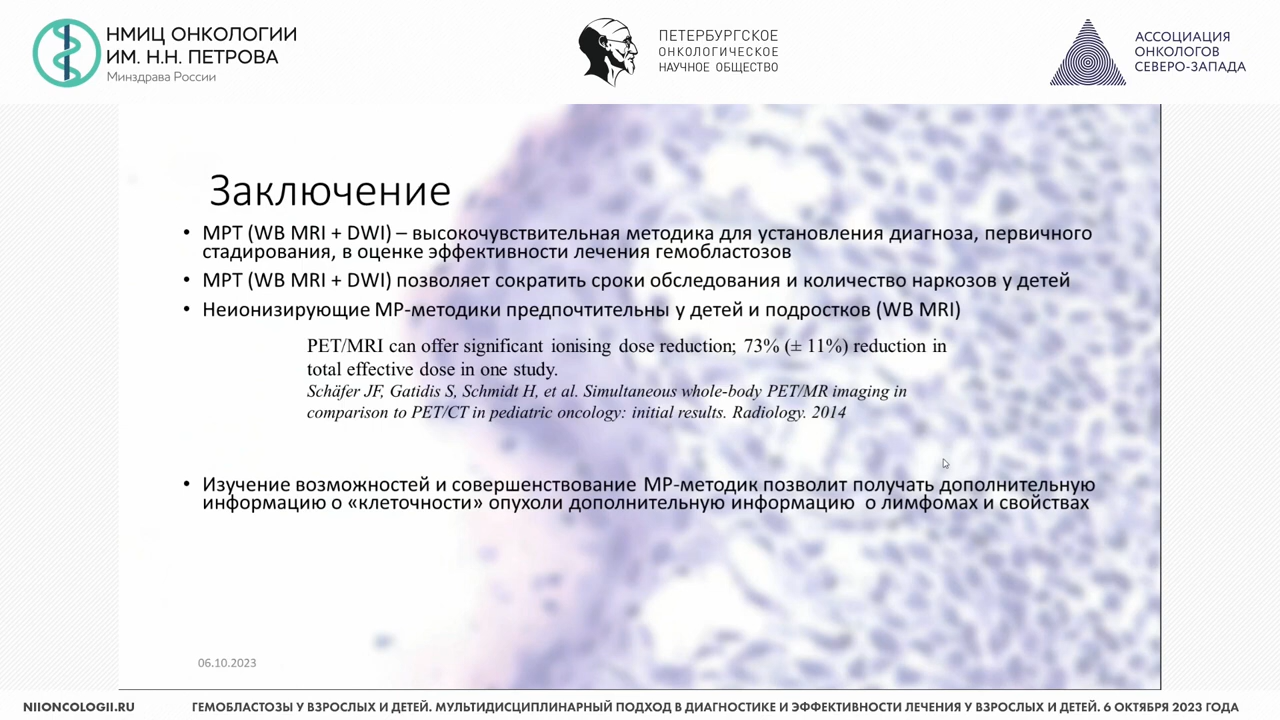 НМИЦ ОНКОЛОГИИ
ИМ. Н.Н. ПЕТРОВА
Минздрава России
ПЕТЕРБУРГСКОЕ
ОНКОЛОГИЧЕСКОЕ
НАУЧНОЕ ОБЩЕСТВО
АССОЦИАЦИЯ
ОНКОЛОГОВ
СЕВЕРО-ЗАПАДА
Заключение
• МРТ (WB MRI + DWI) – высокочувствительная методика для установления диагноза, первичного
стадирования, в оценке эффективности лечения гемобластозов
• МРТ (WB MRI + DWI) позволяет сократить сроки обследования и количество наркозов у детей
• Неионизирующие МР-методики предпочтительны у детей и подростков (WB MRI)
PET/MRI can offer significant ionising dose reduction; 73% (± 11%) reduction in
total effective dose in one study.
Schäfer JF, Gatidis S, Schmidt H, et al. Simultaneous whole-body PET/MR imaging in
comparison to PET/CT in pediatric oncology: initial results. Radiology. 2014
• Изучение возможностей и совершенствование МР-методик позволит получать дополнительную
информацию о «клеточности» опухоли дополнительную информацию о лимфомах и свойствах
06.10.2023
NIIONCOLOGII.RU
ГЕМОБЛАСТОЗЫ У ВЗРОСЛЫХ И ДЕТЕЙ. МУЛЬТИДИСЦИПЛИНАРНЫЙ ПОДХОД В ДИАГНОСТИКЕ И ЭФФЕКТИВНОСТИ ЛЕЧЕНИЯ У ВЗРОСЛЫХ И ДЕТЕЙ. 6 ОКТЯБРЯ 2023 ГОДА